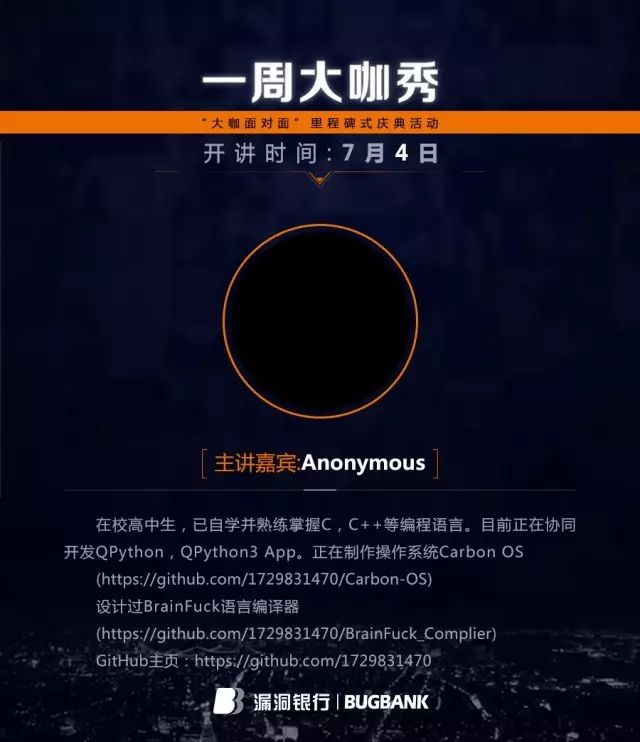 一周大咖秀
“大咖面对面”里程碑式庆典活动
开讲时间:7月4日
主讲嘉宾:Anonymous
在校高中生，已自学并熟练掌握C，C++等编程语言。目前正在协同
开发QPython，QPython3 App。正在制作操作系统Carbon OS
(https://github.com/1729831470/Carbon-OS)
设计过BrainFuck语言编译器
(https://github.com/1729831470/BrainFuck_Complier)
GitHub主页：https://github.com/1729831470
漏洞银行 | BUGBANK